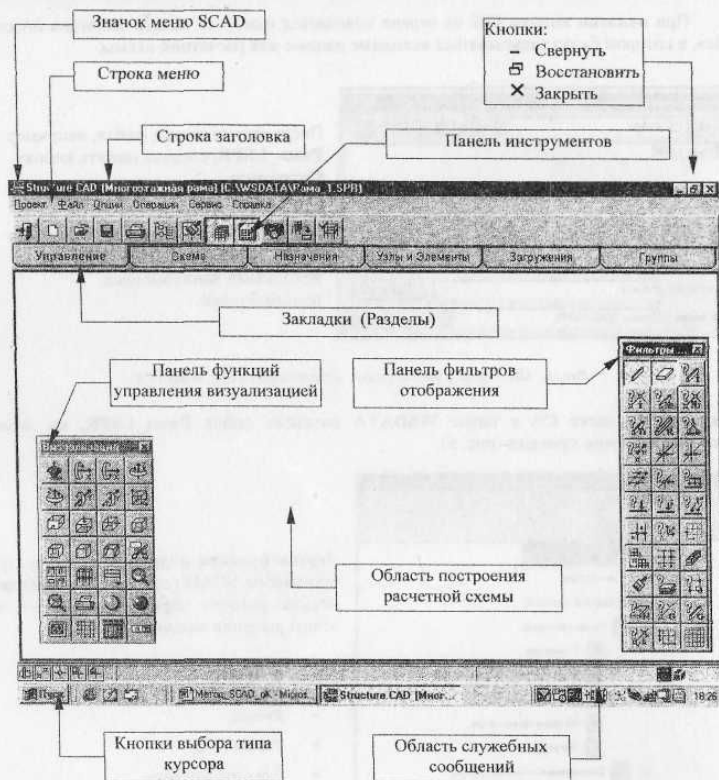 Значок меню SCAD
Кнопки:
Свернуть
Восстановить
Закрыть
Строка меню
Строка заголовка
Панель инструментов
Structure CAD [Многоэтажная рама] [C:\WSDATA\Рама_1.SPR]
Проект Файл Опции Операции Сервис Справка
Управление Схема Назначения Узлы и Элементы Загружения Группы
Закладки (Разделы)
Панель функций
управления визуализацией
Панель фильтров
отображения
Фильтры
Область построения
расчетной схемы
Пуск Метод_SCAD_ок - Micros... Structure CAD [Мног... 18:26
Кнопки выбора типа
курсора
Область служебных
сообщений